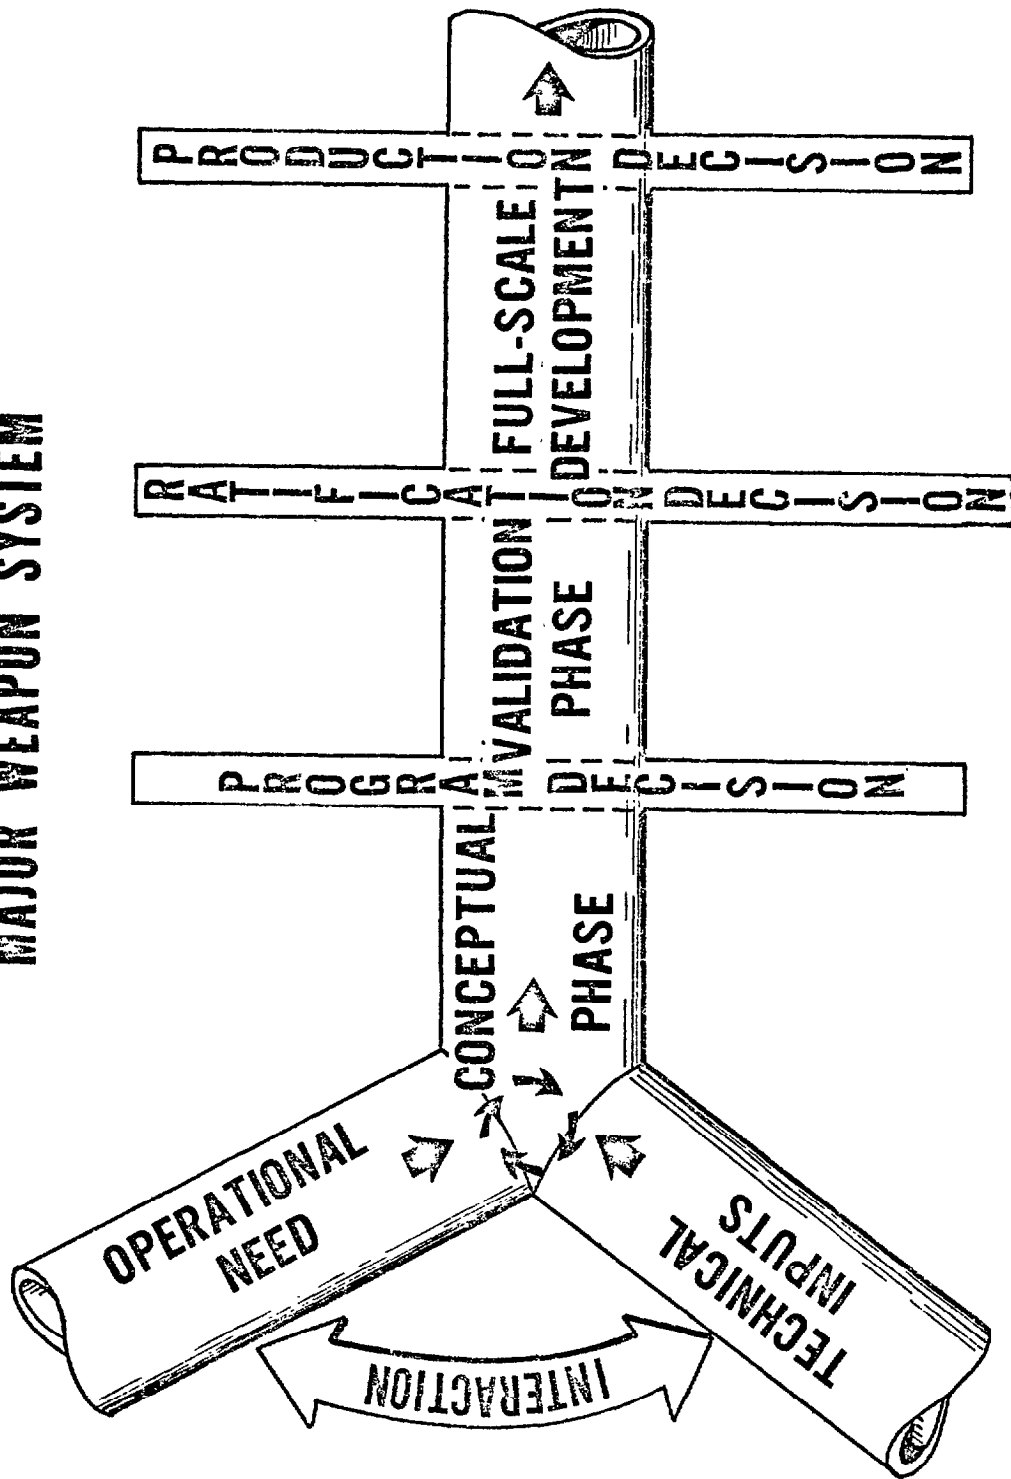 MAJOR WEAPON SYSTEM
OPERATIONAL
NEED
INTERACTION
TECHNICAL
INPUTS
CONCEPTUAL
PHASE
PROGRAM DECISION
VALIDATION
PHASE
RATIFICATION DECISION
FULL-SCALE
DEVELOPMENT
PRODUCTION DECISION